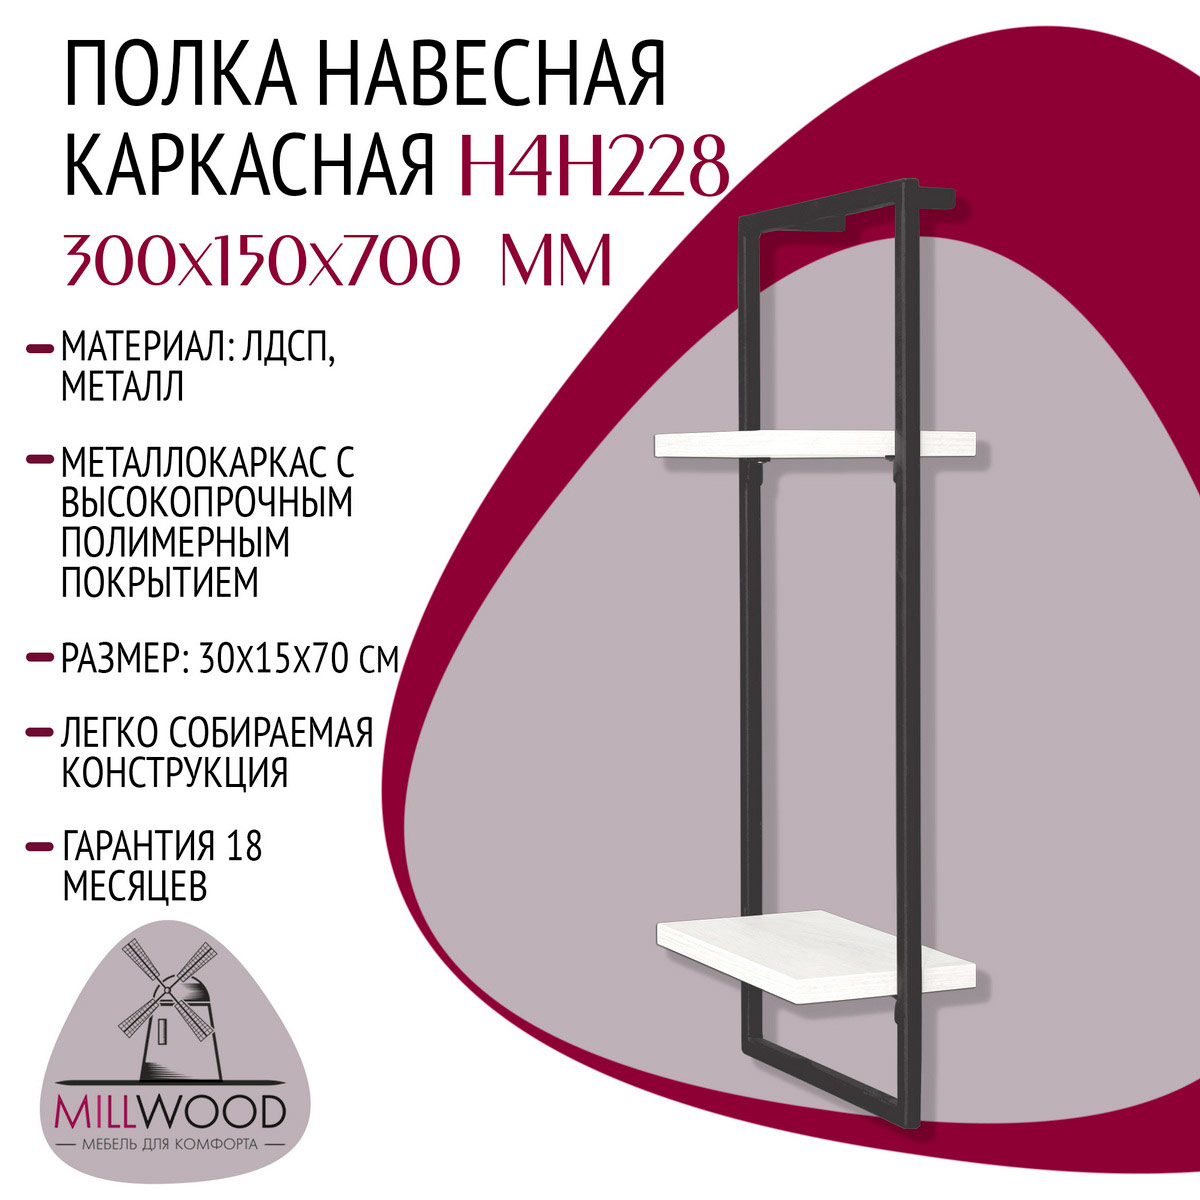 ПОЛКА НАВЕСНАЯ
КАРКАСНАЯ Н4Н228
300х150х700 ММ
МАТЕРИАЛ: ЛДСП,
МЕТАЛЛ
МЕТАЛЛОКАРКАС С
ВЫСОКОПРОЧНЫМ
ПОЛИМЕРНЫМ
ПОКРЫТИЕМ
РАЗМЕР: 30Х15Х70 СМ
ЛЕГКО СОБИРАЕМАЯ
КОНСТРУКЦИЯ
ГАРАНТИЯ 18
МЕСЯЦЕВ
MILLWOOD
— МЕБЕЛЬ ДЛЯ КОМФОРТА —